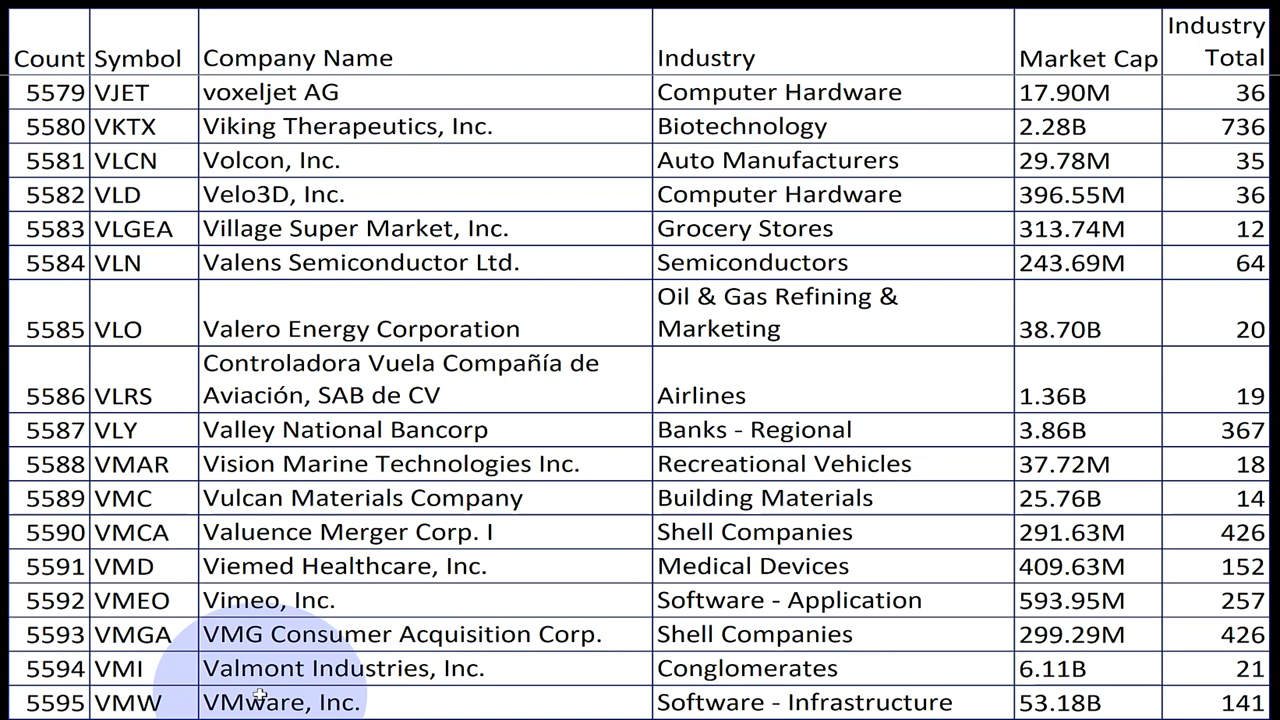 Count Symbol Company Name Industry Market Cap Industry Total
5579 VJET voxeljet AG Computer Hardware 17.90M 36
5580 VKTX Viking Therapeutics, Inc. Biotechnology 2.28B 736
5581 VLCN Volcon, Inc. Auto Manufacturers 29.78M 35
5582 VLD Velo3D, Inc. Computer Hardware 396.55M 36
5583 VLGEA Village Super Market, Inc. Grocery Stores 313.74M 12
5584 VLN Valens Semiconductor Ltd. Semiconductors 243.69M 64
5585 VLO Valero Energy Corporation Oil & Gas Refining & Marketing 38.70B 20
5586 VLRS Controladora Vuela Compañía de Aviación, SAB de CV Airlines 1.36B 19
5587 VLY Valley National Bancorp Banks - Regional 3.86B 367
5588 VMAR Vision Marine Technologies Inc. Recreational Vehicles 37.72M 18
5589 VMC Vulcan Materials Company Building Materials 25.76B 14
5590 VMCA Valuence Merger Corp. I Shell Companies 291.63M 426
5591 VMD Viemed Healthcare, Inc. Medical Devices 409.63M 152
5592 VMEO Vimeo, Inc. Software - Application 593.95M 257
5593 VMGA VMG Consumer Acquisition Corp. Shell Companies 299.29M 426
5594 VMI Valmont Industries, Inc. Conglomerates 6.11B 21
5595 VMW VMware, Inc. Software - Infrastructure 53.18B 141